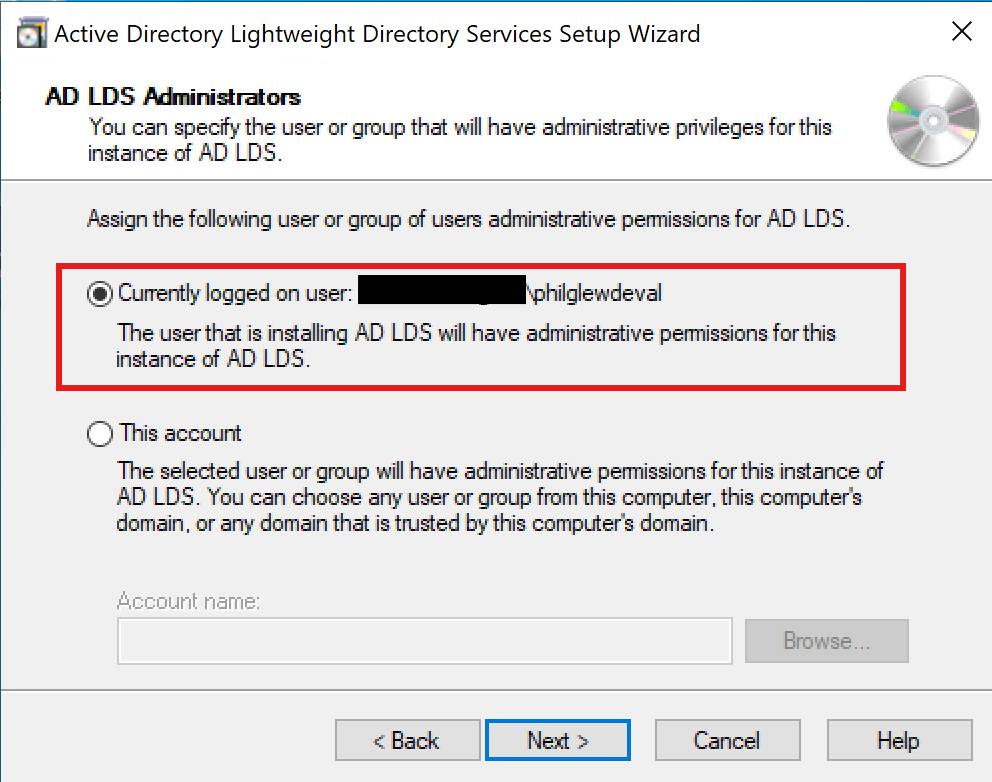 Active Directory Lightweight Directory Services Setup Wizard
AD LDS Administrators
You can specify the user or group that will have administrative privileges for this
instance of AD LDS.
Assign the following user or group of users administrative permissions for AD LDS.
Currently logged on user: \philglewdeval
The user that is installing AD LDS will have administrative permissions for this
instance of AD LDS.
This account
The selected user or group will have administrative permissions for this instance of
AD LDS. You can choose any user or group from this computer, this computer's
domain, or any domain that is trusted by this computer's domain.
Account name:
Browse...
< Back
Next >
Cancel
Help